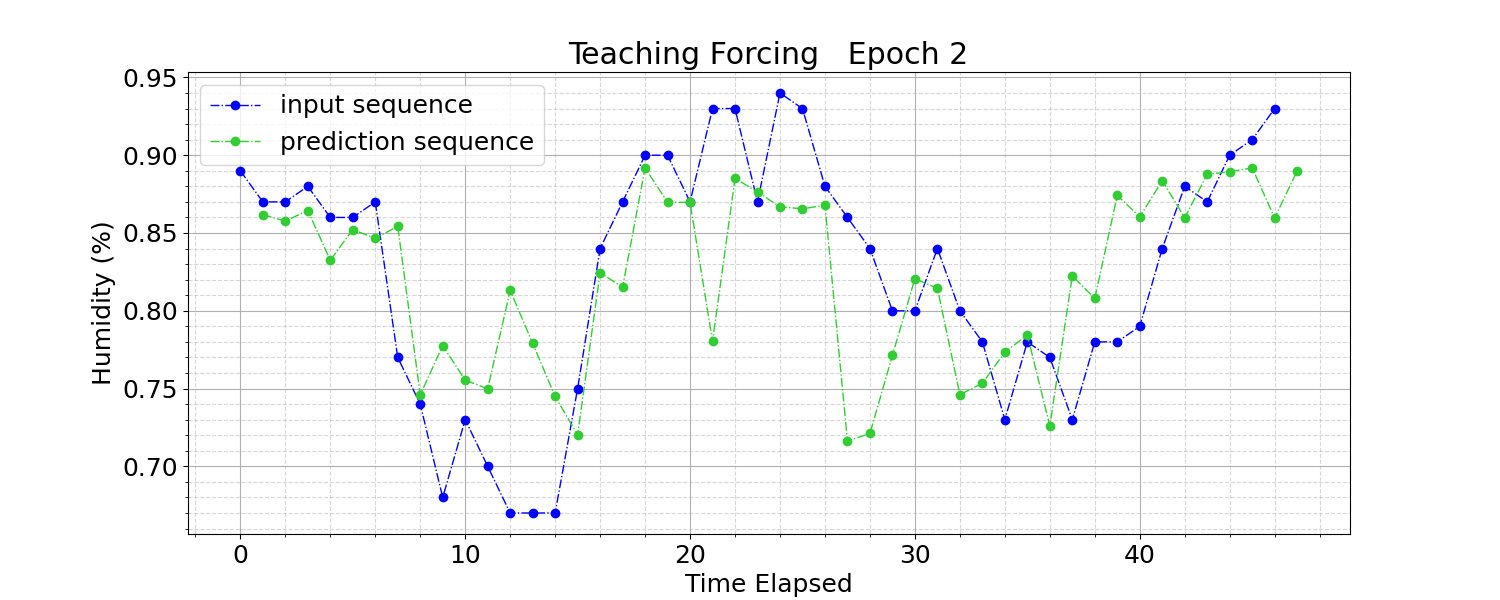 Teaching Forcing   Epoch 2
0.95
0.90
0.85
0.80
0.75
0.70
Humidity (%)
input sequence
prediction sequence
0 10 20 30 40
Time Elapsed